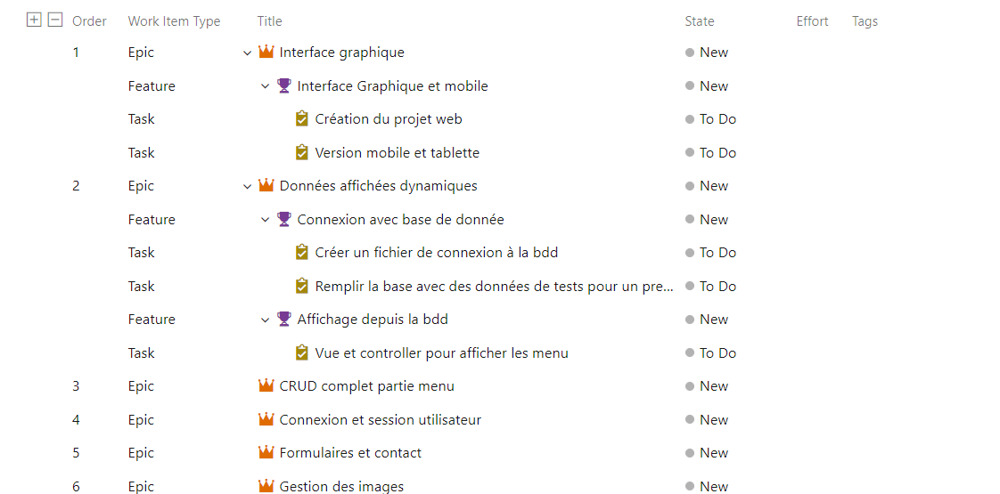 Order Work Item Type Title State Effort Tags
1 Epic Interface graphique New
Feature Interface Graphique et mobile New
Task Création du projet web To Do
Task Version mobile et tablette To Do
2 Epic Données affichées dynamiques New
Feature Connexion avec base de donnée New
Task Créer un fichier de connexion à la bdd To Do
Task Remplir la base avec des données de tests pour un pre... To Do
Feature Affichage depuis la bdd New
Task Vue et controller pour afficher les menu To Do
3 Epic CRUD complet partie menu New
4 Epic Connexion et session utilisateur New
5 Epic Formulaires et contact New
6 Epic Gestion des images New